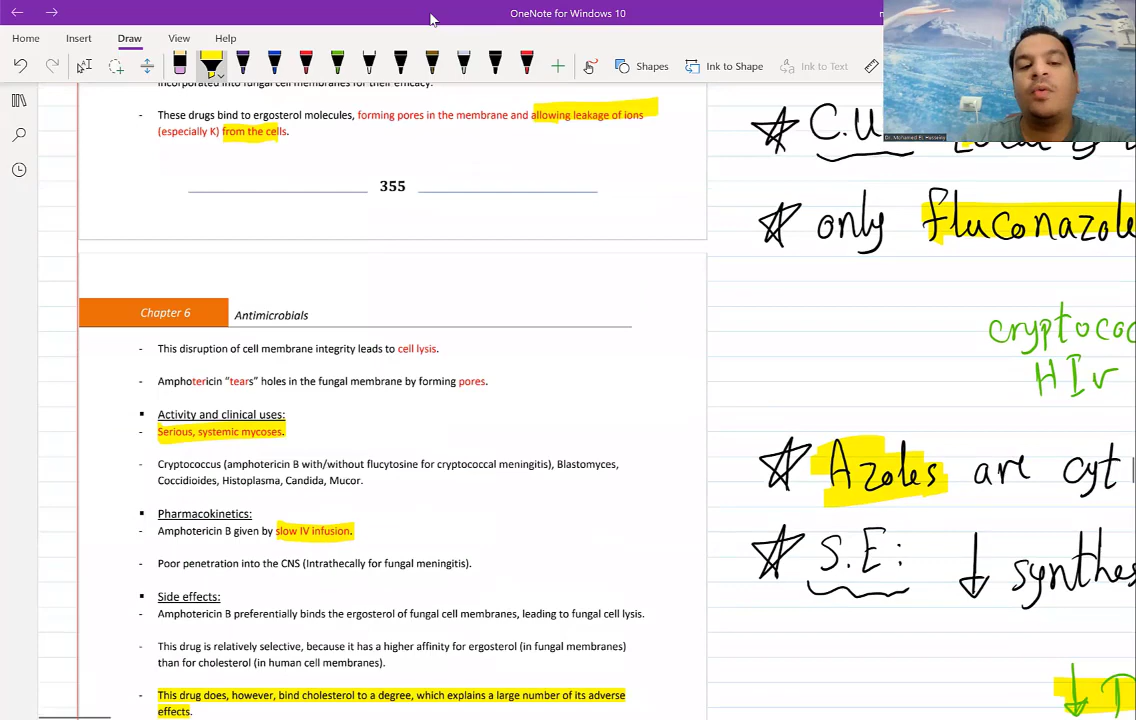 OneNote for Windows 10
Home Insert Draw View Help
Shapes Ink to Shape Ink to Text
These drugs bind to ergosterol molecules, forming pores in the membrane and allowing leakage of ions
(especially K) from the cells.
355
Chapter 6 Antimicrobials
- This disruption of cell membrane integrity leads to cell lysis.
- Amphotericin "tears" holes in the fungal membrane by forming pores.
▪ Activity and clinical uses:
- Serious, systemic mycoses.
- Cryptococcus (amphotericin B with/without flucytosine for cryptococcal meningitis), Blastomyces,
Coccidioides, Histoplasma, Candida, Mucor.
▪ Pharmacokinetics:
- Amphotericin B given by slow IV infusion.
- Poor penetration into the CNS (Intrathecally for fungal meningitis).
▪ Side effects:
- Amphotericin B preferentially binds the ergosterol of fungal cell membranes, leading to fungal cell lysis.
- This drug is relatively selective, because it has a higher affinity for ergosterol (in fungal membranes)
than for cholesterol (in human cell membranes).
- This drug does, however, bind cholesterol to a degree, which explains a large number of its adverse
effects.
Dr. Mohamed EL Hussein
C.U
only Fluconazole
cryptococ
HIV
Azoles are cyt
S.E: ↓ synthes
↓